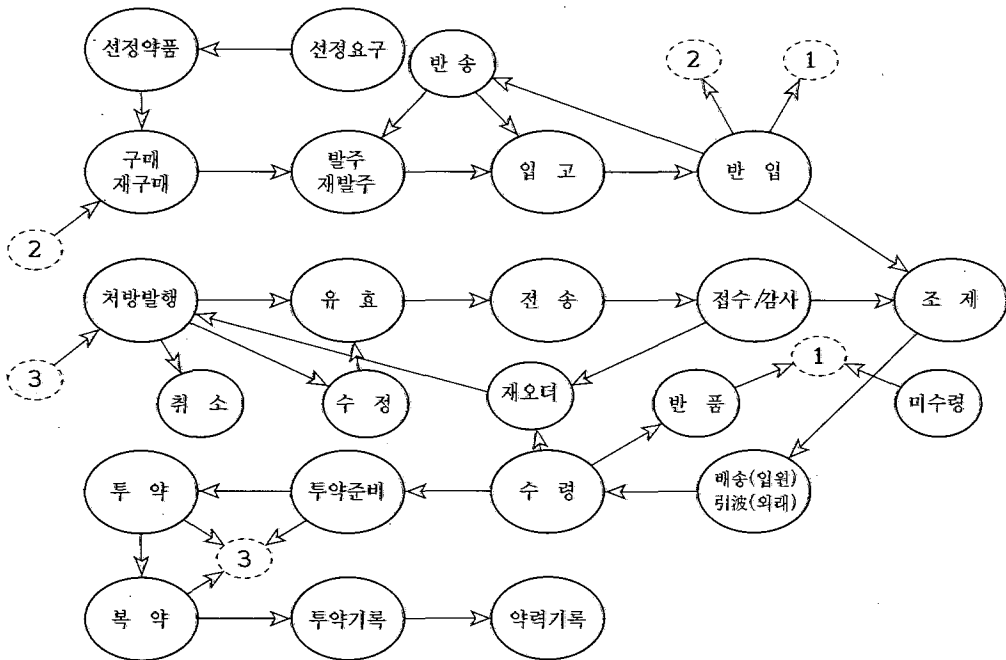 선정약품
선정요구
반 송
2
1
구매
재구매
발주
재발주
입 고
반 입
2
처방발행
유 효
전 송
접수/감사
조 제
3
취 소
수 정
재오더
반 품
1
미수령
투 약
투약준비
수 령
배송(입원)
引波(외래)
3
복 약
투약기록
약력기록